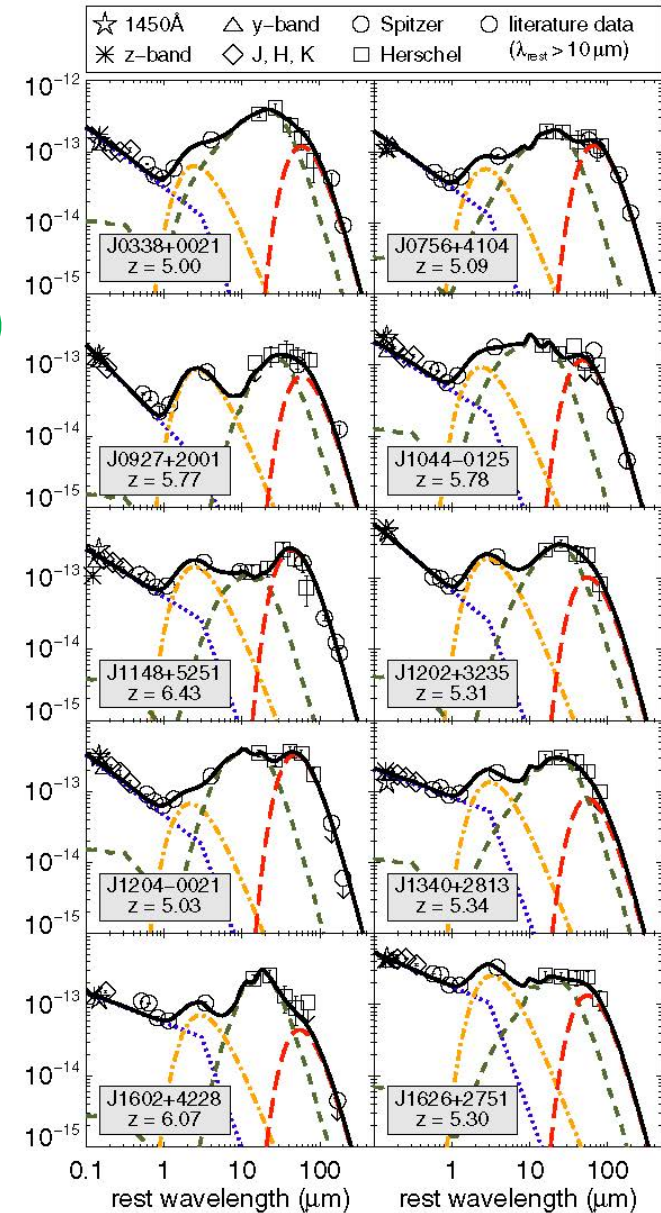 ☆ 1450Å △ y-band ○ Spitzer ○ literature data
✳ z-band ◇ J, H, K □ Herschel (λrest > 10 μm)
10⁻¹²
10⁻¹³
10⁻¹⁴
10⁻¹⁵
J0338+0021
z = 5.00
J0756+4104
z = 5.09
10⁻¹³
10⁻¹⁴
10⁻¹⁵
J0927+2001
z = 5.77
J1044−0125
z = 5.78
10⁻¹³
10⁻¹⁴
10⁻¹⁵
J1148+5251
z = 6.43
J1202+3235
z = 5.31
10⁻¹³
10⁻¹⁴
10⁻¹⁵
J1204−0021
z = 5.03
J1340+2813
z = 5.34
10⁻¹³
10⁻¹⁴
10⁻¹⁵
J1602+4228
z = 6.07
J1626+2751
z = 5.30
0.1 1 10 100 1 10 100
rest wavelength (μm) rest wavelength (μm)